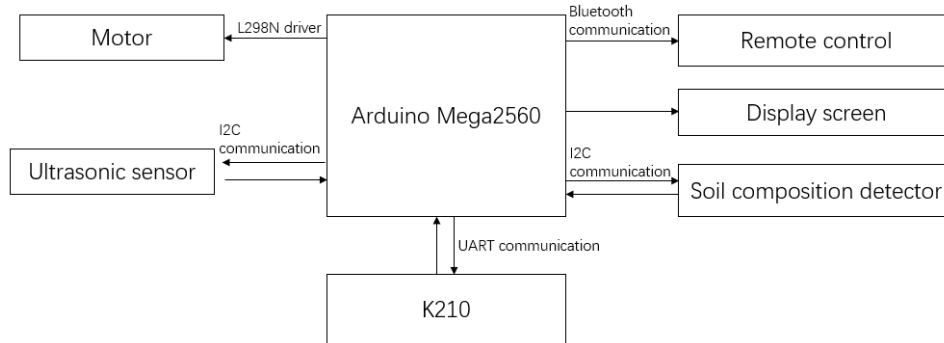 Motor
L298N driver
Arduino Mega2560
Bluetooth
communication
Remote control
Display screen
I2C
communication
Ultrasonic sensor
I2C
communication
Soil composition detector
UART communication
K210